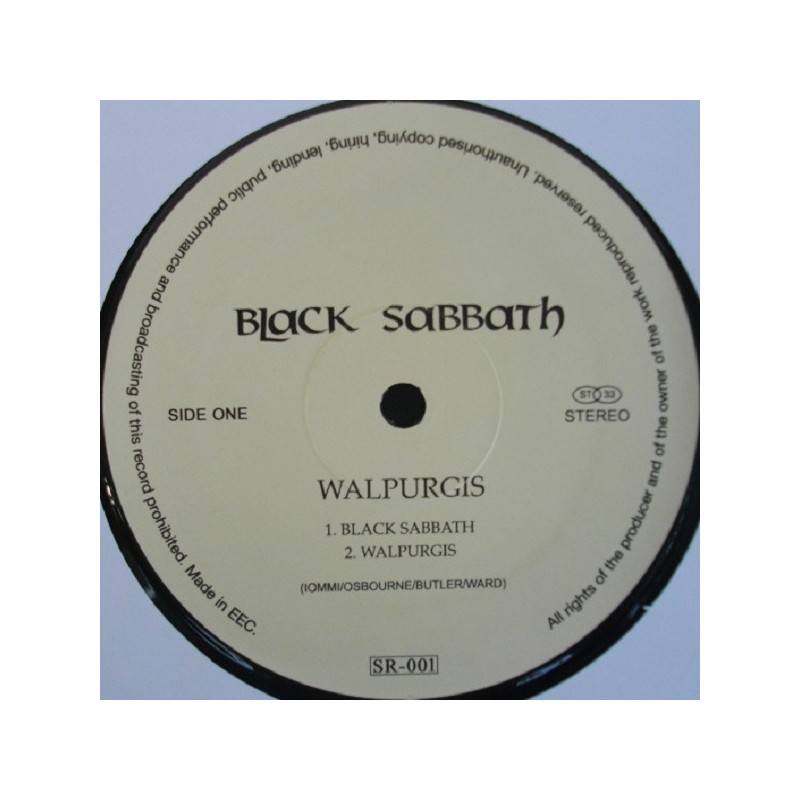 All rights of the producer and of the owner of the work reproduced reserved. Unauthorised copying, hiring, lending, public performance and broadcasting of this record prohibited. Made in EEC.
BLACK SABBATH
SIDE ONE
ST 33
STEREO
WALPURGIS
1. BLACK SABBATH
2. WALPURGIS
(IOMMI/OSBOURNE/BUTLER/WARD)
SR-001